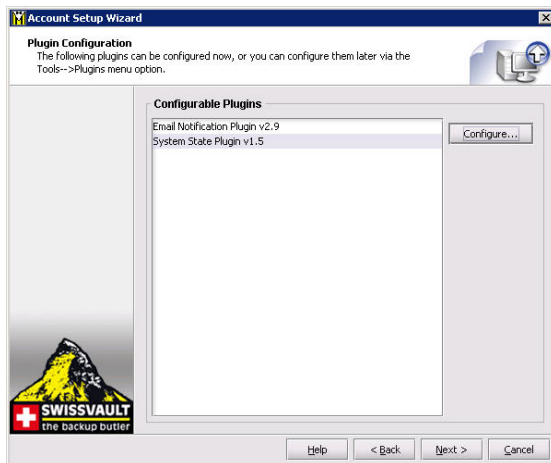 Account Setup Wizard
Plugin Configuration
The following plugins can be configured now, or you can configure them later via the
Tools-->Plugins menu option.
Configurable Plugins
Email Notification Plugin v2.9
System State Plugin v1.5
Configure...
SWISSVAULT
the backup butler
Help
< Back
Next >
Cancel